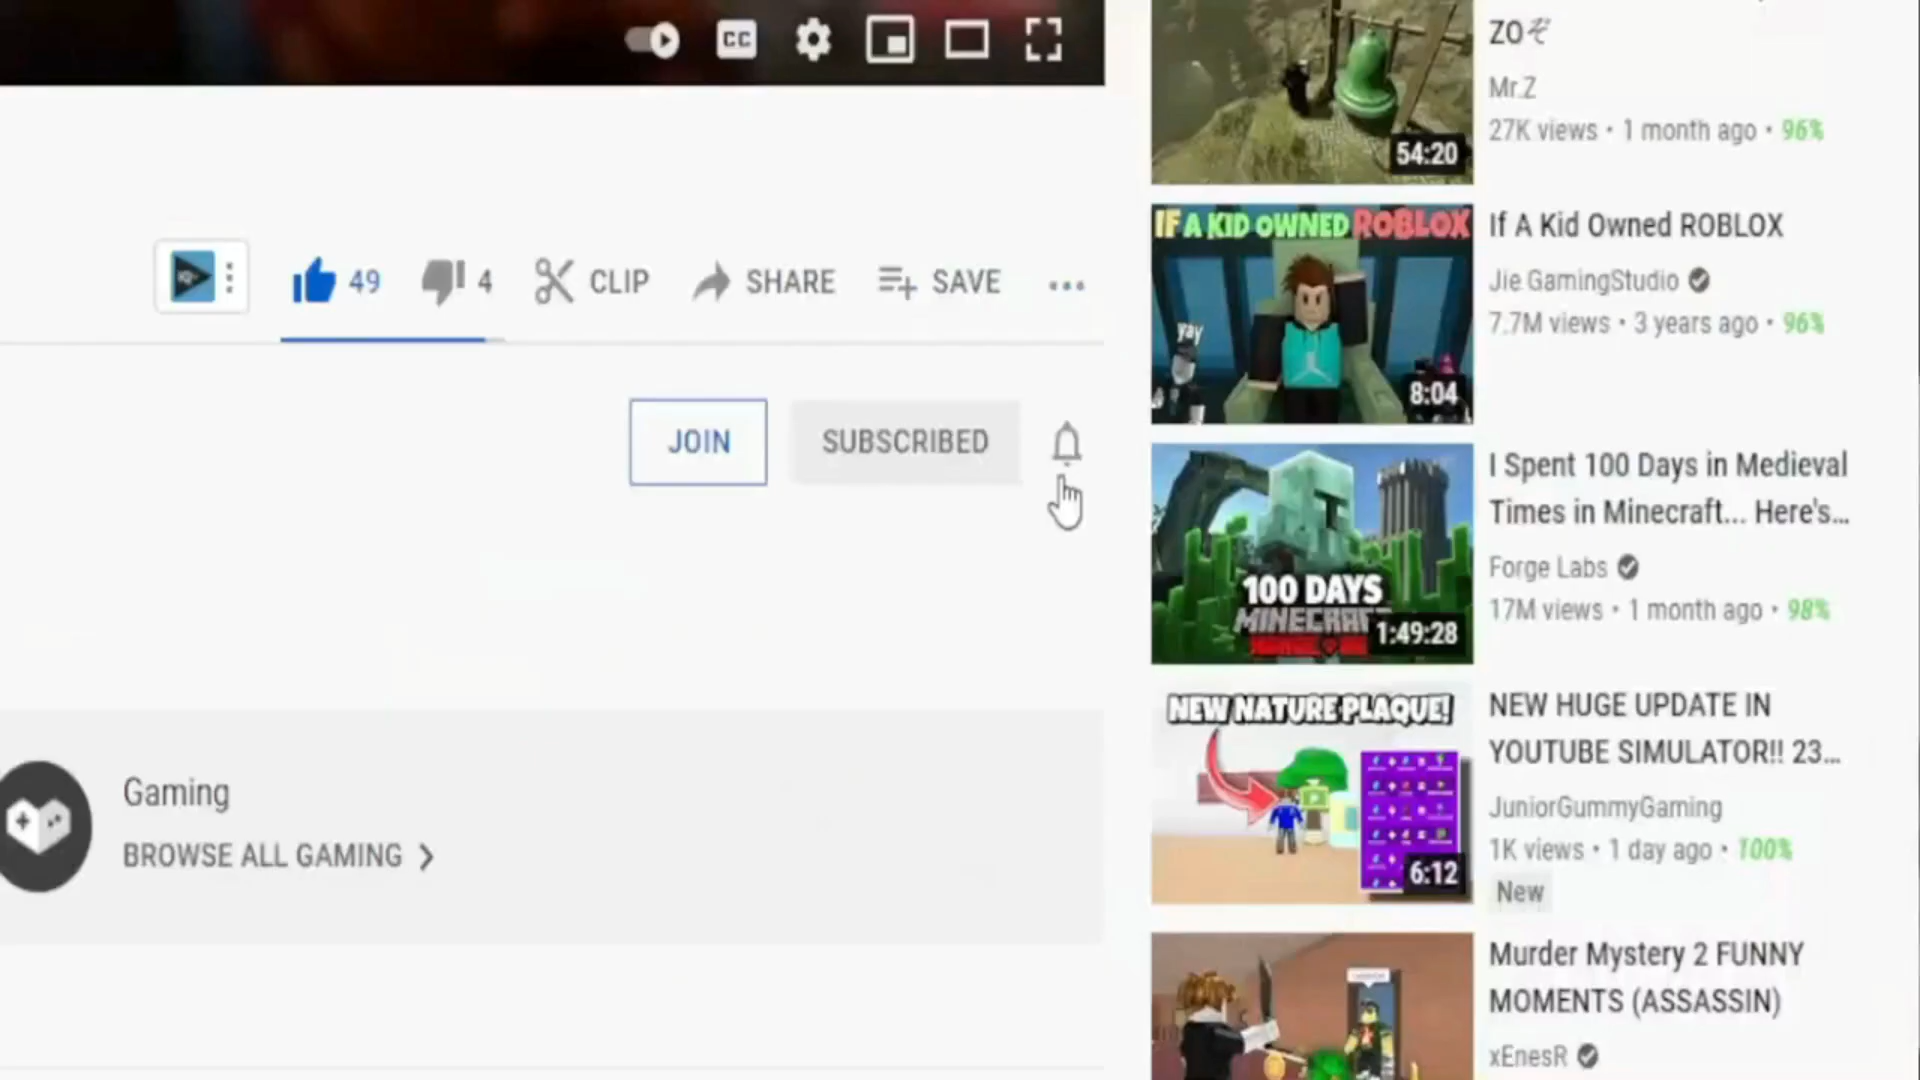 CC
49
4
CLIP
SHARE
SAVE
JOIN
SUBSCRIBED
Gaming
BROWSE ALL GAMING
54:20
ZOぞ
Mr.Z
27K views • 1 month ago • 96%
IF A KID OWNED ROBLOX
yay
8:04
If A Kid Owned ROBLOX
Jie GamingStudio
7.7M views • 3 years ago • 96%
100 DAYS
1:49:28
I Spent 100 Days in Medieval
Times in Minecraft... Here's...
Forge Labs
17M views • 1 month ago • 98%
NEW NATURE PLAQUE!
6:12
NEW HUGE UPDATE IN
YOUTUBE SIMULATOR!! 23...
JuniorGummyGaming
1K views • 1 day ago • 100%
New
Murder Mystery 2 FUNNY
MOMENTS (ASSASSIN)
xEnesR